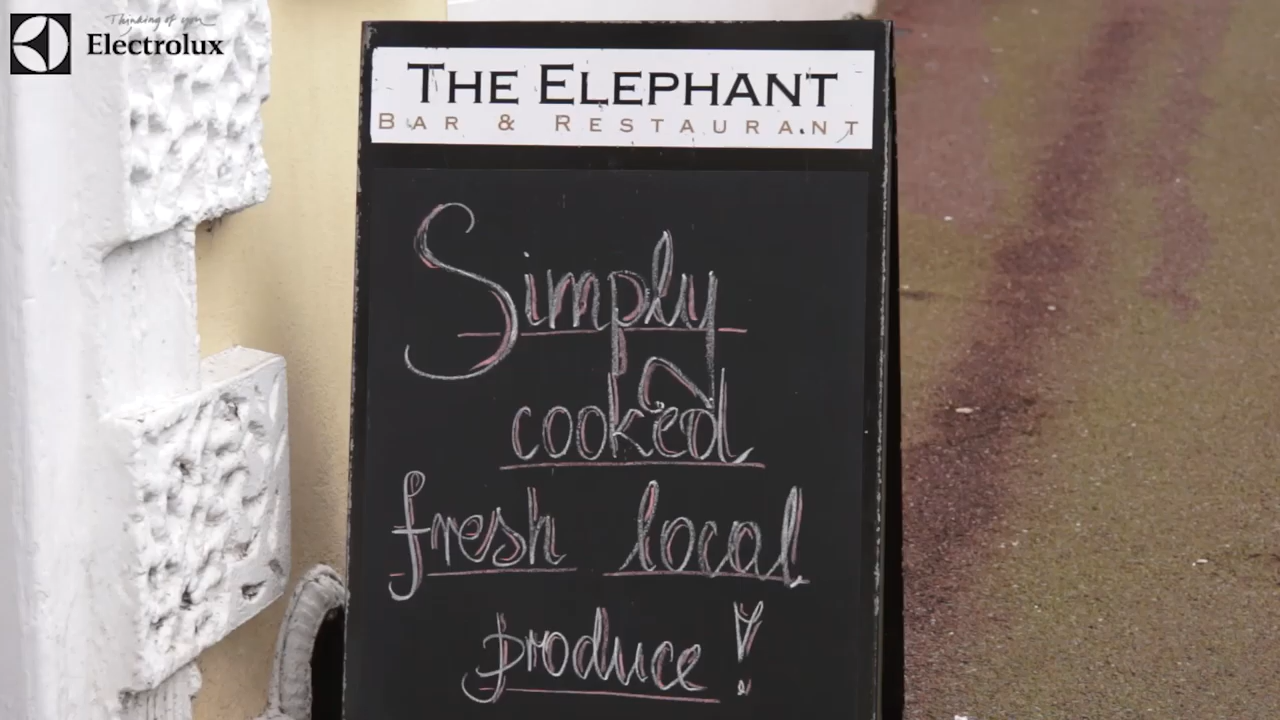 Thinking of you
Electrolux
THE ELEPHANT
BAR & RESTAURANT
Simply
cooked
fresh local
produce!